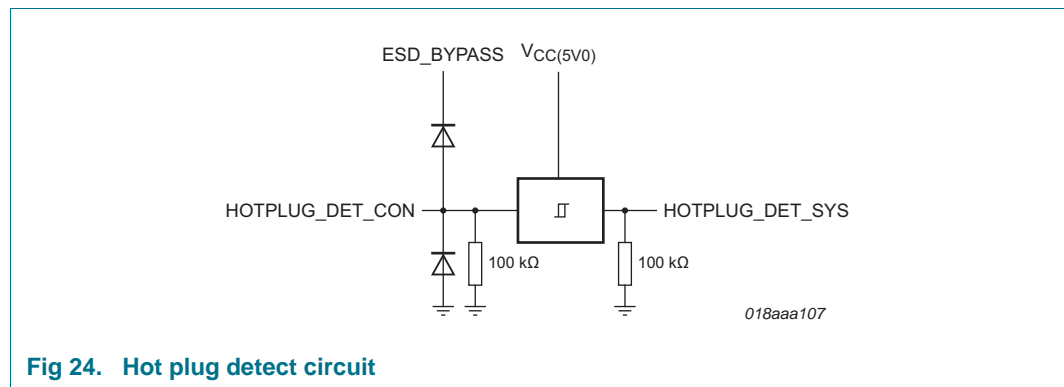 ESD_BYPASS VCC(5V0)
HOTPLUG_DET_CON
HOTPLUG_DET_SYS
100 kΩ
100 kΩ
018aaa107
Fig 24. Hot plug detect circuit